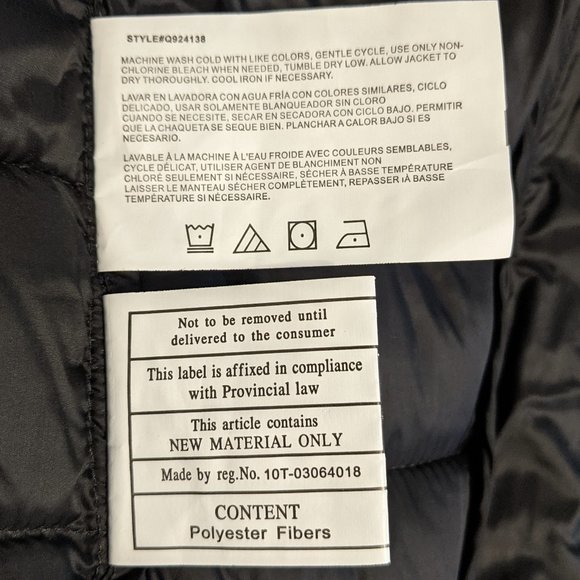 STYLE#Q924138
MACHINE WASH COLD WITH LIKE COLORS, GENTLE CYCLE, USE ONLY NON-
CHLORINE BLEACH WHEN NEEDED, TUMBLE DRY LOW. ALLOW JACKET TO
DRY THOROUGHLY. COOL IRON IF NECESSARY.
LAVAR EN LAVADORA CON AGUA FRÍA CON COLORES SIMILARES, CICLO
DELICADO, USAR SOLAMENTE BLANQUEADOR SIN CLORO
CUANDO SE NECESITE, SECAR EN SECADORA CON CICLO BAJO. PERMITIR
QUE LA CHAQUETA SE SEQUE BIEN. PLANCHAR A CALOR BAJO SI ES
NECESARIO.
LAVABLE À LA MACHINE À L'EAU FROIDE AVEC COULEURS SEMBLABLES,
CYCLE DÉLICAT, UTILISER AGENT DE BLANCHIMENT NON
CHLORÉ SEULEMENT SI NÉCESSAIRE, SÉCHER À BASSE TEMPÉRATURE
LAISSER LE MANTEAU SÉCHER COMPLÈTEMENT, REPASSER À BASSE
TEMPÉRATURE SI NÉCESSAIRE.
Not to be removed until
delivered to the consumer
This label is affixed in compliance
with Provincial law
This article contains
NEW MATERIAL ONLY
Made by reg.No. 10T-03064018
CONTENT
Polyester Fibers